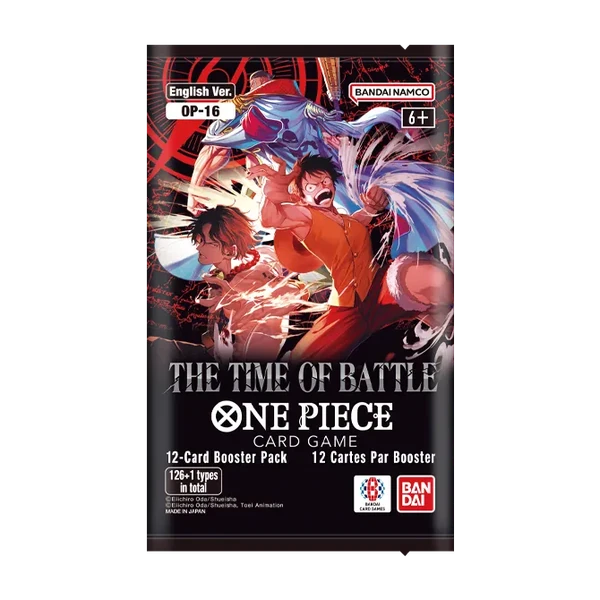 English Ver.
OP-16
BANDAI NAMCO
6+
THE TIME OF BATTLE
ONE PIECE
CARD GAME
12-Card Booster Pack 12 Cartes Par Booster
126+1 types
in total
©Eiichiro Oda/Shueisha
©Eiichiro Oda/Shueisha, Toei Animation
MADE IN JAPAN
BANDAI
CARD GAMES
BAN
DAI